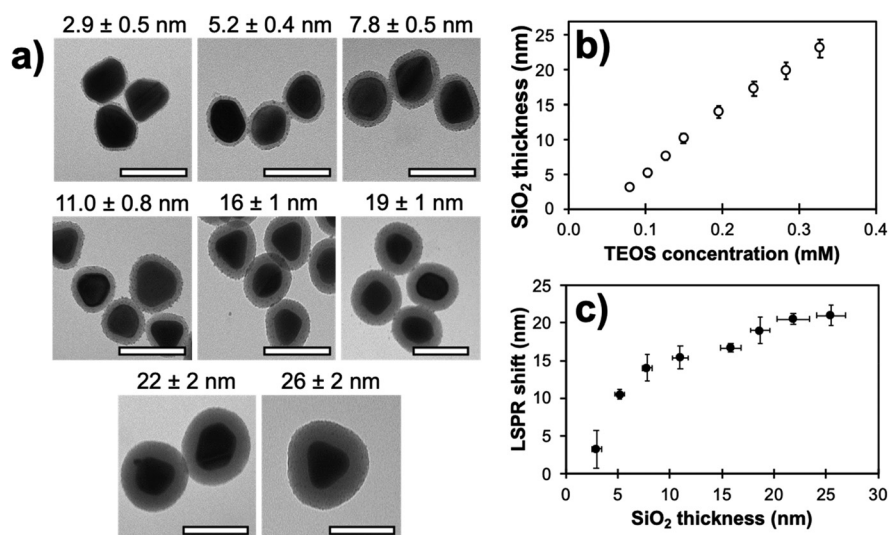 a)
2.9 ± 0.5 nm 5.2 ± 0.4 nm 7.8 ± 0.5 nm
11.0 ± 0.8 nm 16 ± 1 nm 19 ± 1 nm
22 ± 2 nm 26 ± 2 nm
b)
SiO₂ thickness (nm)
25
20
15
10
5
0
0.0 0.1 0.2 0.3 0.4
TEOS concentration (mM)
c)
LSPR shift (nm)
25
20
15
10
5
0
0 5 10 15 20 25 30
SiO₂ thickness (nm)